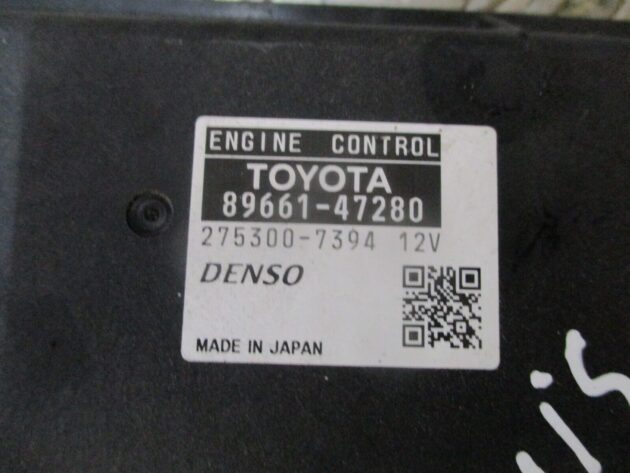 ENGINE CONTROL
TOYOTA
89661-47280
275300-7394 12V
DENSO
MADE IN JAPAN